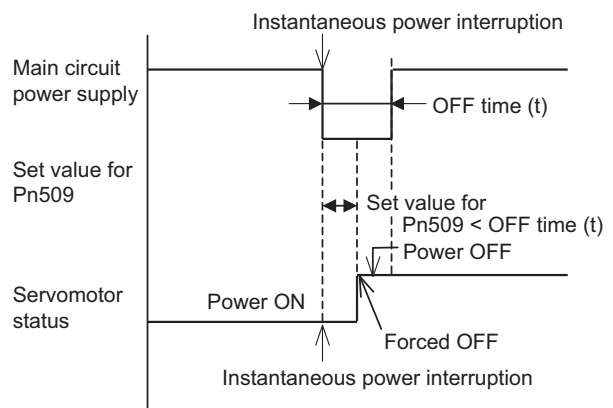 Instantaneous power interruption
Main circuit
power supply
OFF time (t)
Set value for
Pn509
Set value for
Pn509 < OFF time (t)
Power OFF
Servomotor
status
Power ON
Forced OFF
Instantaneous power interruption